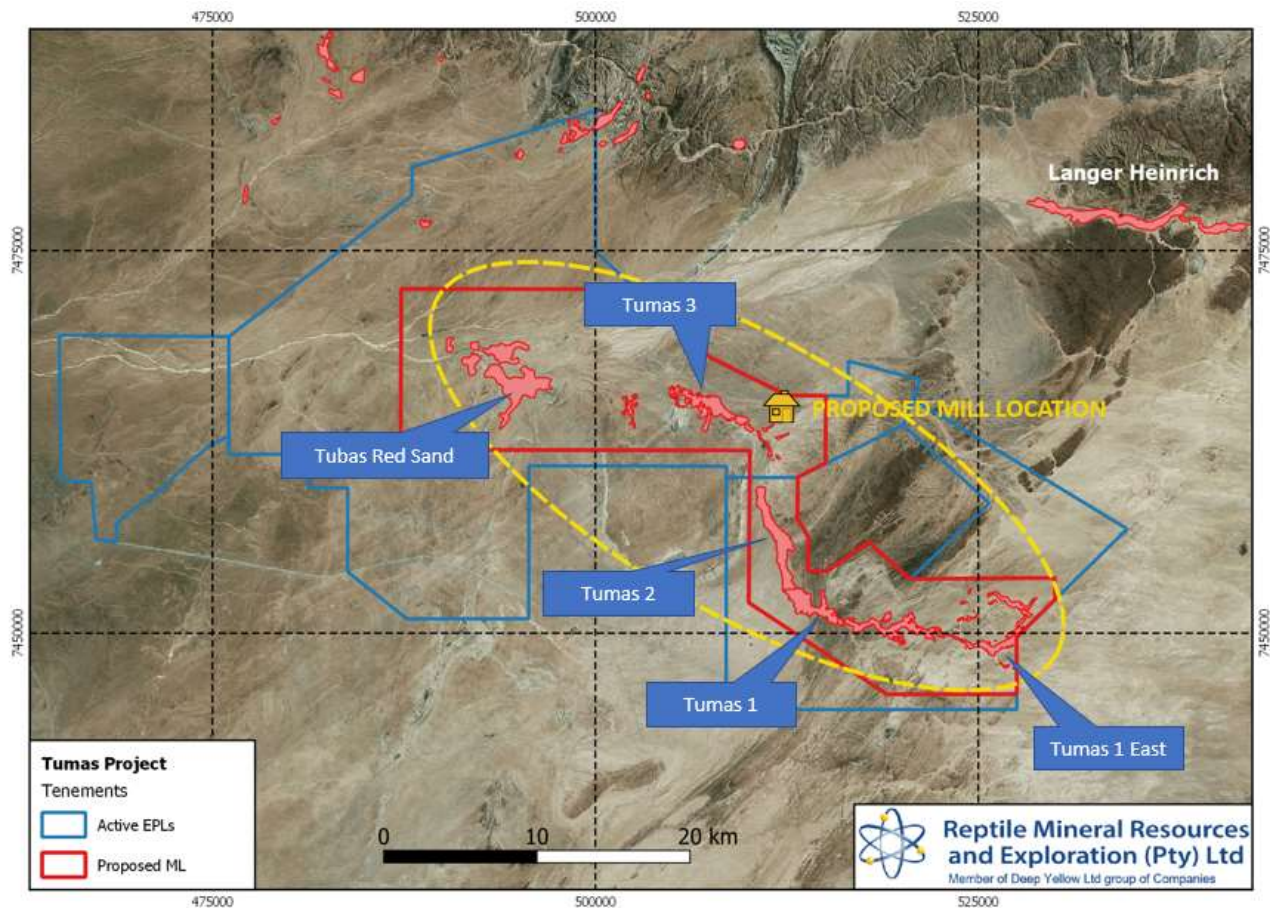 475000
500000
525000
Langer Heinrich
7475000
7475000
Tumas 3
PROPOSED MILL LOCATION
Tubas Red Sand
Tumas 2
7450000
7450000
Tumas 1
Tumas 1 East
Tumas Project
Tenements
Active EPLs
Proposed ML
0
10
20 km
Reptile Mineral Resources
and Exploration (Pty) Ltd
Member of Deep Yellow Ltd group of Companies
475000
500000
525000